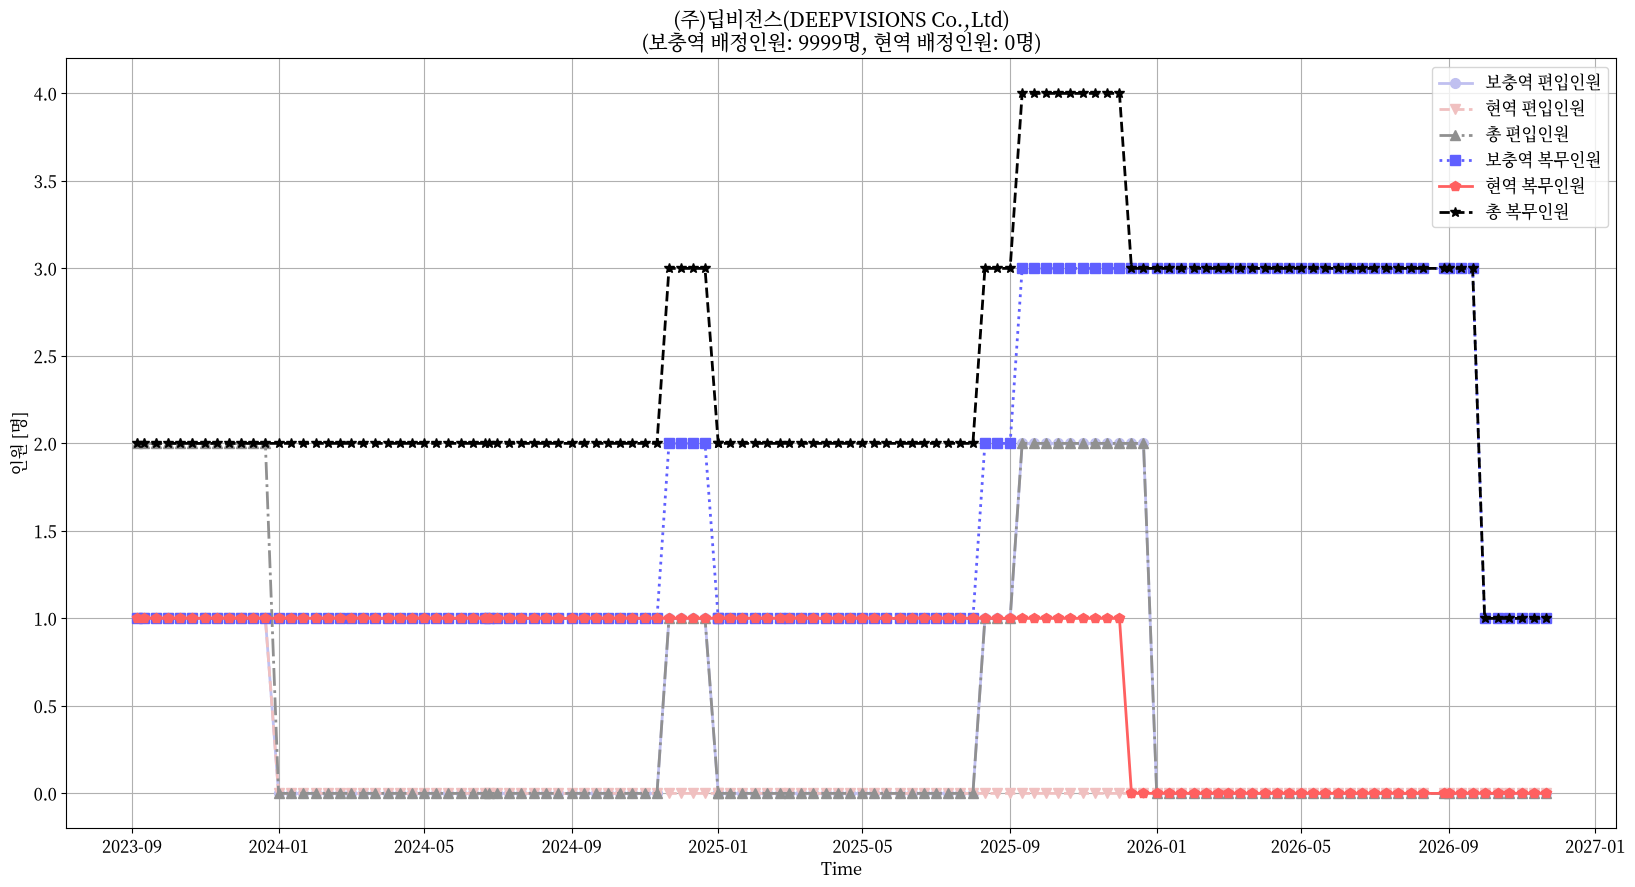 (주)딥비전스(DEEPVISIONS Co.,Ltd)
(보충역 배정인원: 9999명, 현역 배정인원: 0명)
보충역 편입인원
현역 편입인원
총 편입인원
보충역 복무인원
현역 복무인원
총 복무인원
인원 [명]
4.0
3.5
3.0
2.5
2.0
1.5
1.0
0.5
0.0
2023-09 2024-01 2024-05 2024-09 2025-01 2025-05 2025-09 2026-01 2026-05 2026-09 2027-01
Time